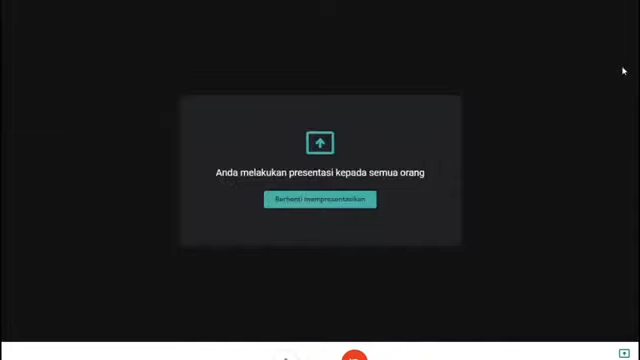 Anda melakukan presentasi kepada semua orang
Berhenti mempresentasikan